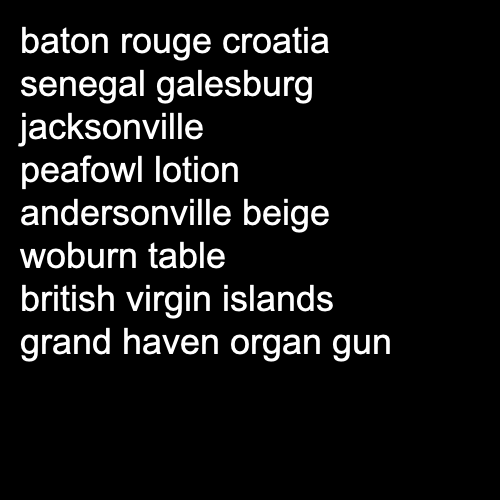 baton rouge croatia
senegal galesburg
jacksonville
peafowl lotion
andersonville beige
woburn table
british virgin islands
grand haven organ gun